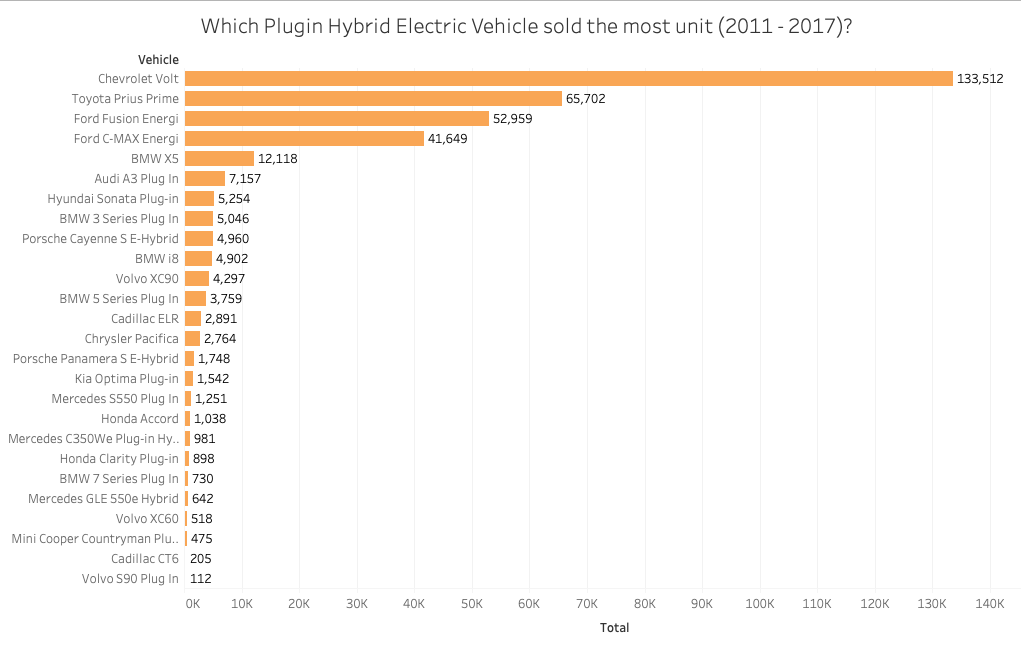 Which Plugin Hybrid Electric Vehicle sold the most unit (2011 - 2017)?
Vehicle
Chevrolet Volt 133,512
Toyota Prius Prime 65,702
Ford Fusion Energi 52,959
Ford C-MAX Energi 41,649
BMW X5 12,118
Audi A3 Plug In 7,157
Hyundai Sonata Plug-in 5,254
BMW 3 Series Plug In 5,046
Porsche Cayenne S E-Hybrid 4,960
BMW i8 4,902
Volvo XC90 4,297
BMW 5 Series Plug In 3,759
Cadillac ELR 2,891
Chrysler Pacifica 2,764
Porsche Panamera S E-Hybrid 1,748
Kia Optima Plug-in 1,542
Mercedes S550 Plug In 1,251
Honda Accord 1,038
Mercedes C350We Plug-in Hy.. 981
Honda Clarity Plug-in 898
BMW 7 Series Plug In 730
Mercedes GLE 550e Hybrid 642
Volvo XC60 518
Mini Cooper Countryman Plu.. 475
Cadillac CT6 205
Volvo S90 Plug In 112
0K 10K 20K 30K 40K 50K 60K 70K 80K 90K 100K 110K 120K 130K 140K
Total